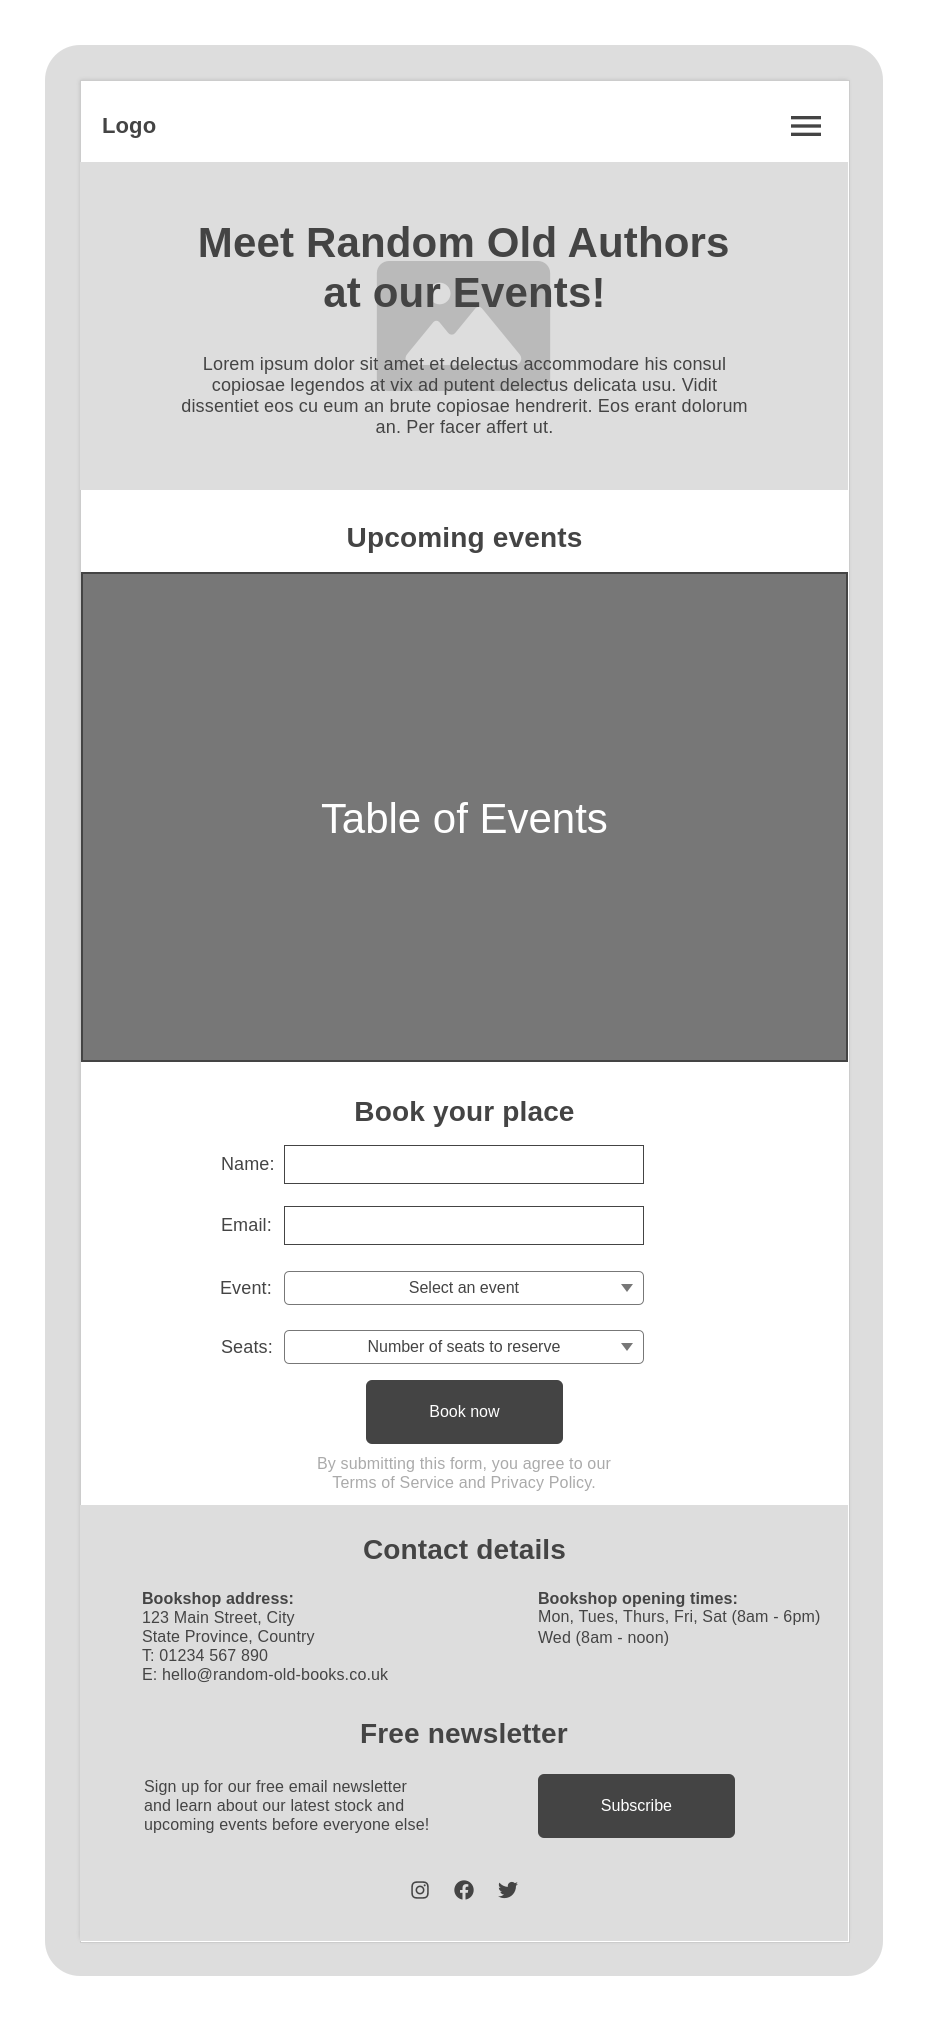 Logo
Meet Random Old Authors
at our Events!
Lorem ipsum dolor sit amet et delectus accommodare his consul
copiosae legendos at vix ad putent delectus delicata usu. Vidit
dissentiet eos cu eum an brute copiosae hendrerit. Eos erant dolorum
an. Per facer affert ut.
Upcoming events
Table of Events
Book your place
Name:
Email:
Event: Select an event
Seats: Number of seats to reserve
Book now
By submitting this form, you agree to our
Terms of Service and Privacy Policy.
Contact details
Bookshop address:
123 Main Street, City
State Province, Country
T: 01234 567 890
E: hello@random-old-books.co.uk
Bookshop opening times:
Mon, Tues, Thurs, Fri, Sat (8am - 6pm)
Wed (8am - noon)
Free newsletter
Sign up for our free email newsletter
and learn about our latest stock and
upcoming events before everyone else!
Subscribe